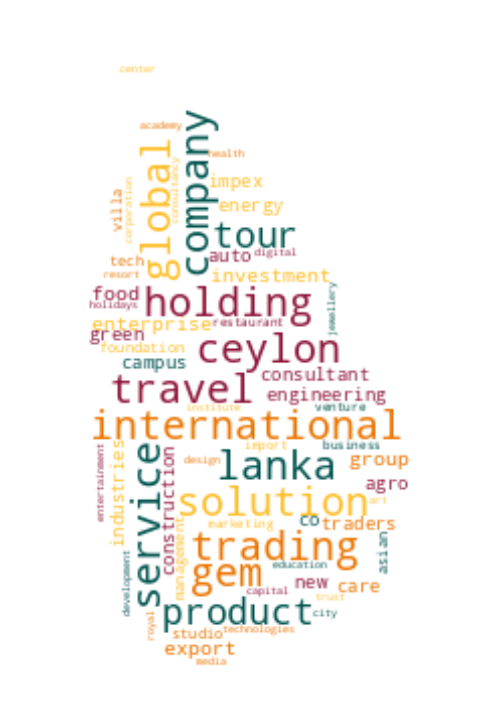 center
academy
company
health
global
consultancy
impex
villa
corporation
energy
tour
auto
digital
tech
resort
investment
food
holding
jewellery
holidays
enterprise
restaurant
green
foundation
ceylon
campus
consultant
travel
engineering
institute
venture
international
entertainment
industries
service
construction
import
business
design
lanka
group
agro
solution
art
management
marketing
co
traders
trading
asian
development
gem
education
new
care
capital
trust
product
city
royal
studio
technologies
export
media